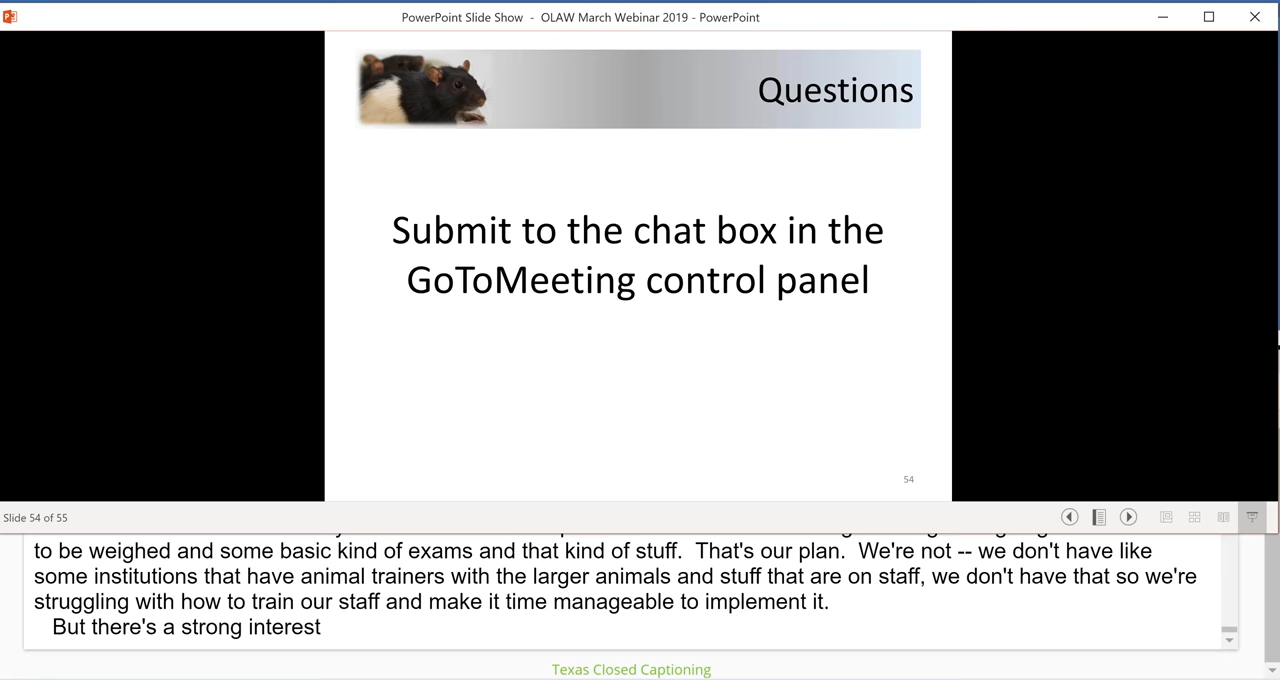 PowerPoint Slide Show - OLAW March Webinar 2019 - PowerPoint
Questions
Submit to the chat box in the
GoToMeeting control panel
54
Slide 54 of 55
to be weighed and some basic kind of exams and that kind of stuff.  That's our plan.  We're not -- we don't have like
some institutions that have animal trainers with the larger animals and stuff that are on staff, we don't have that so we're
struggling with how to train our staff and make it time manageable to implement it.
But there's a strong interest
Texas Closed Captioning